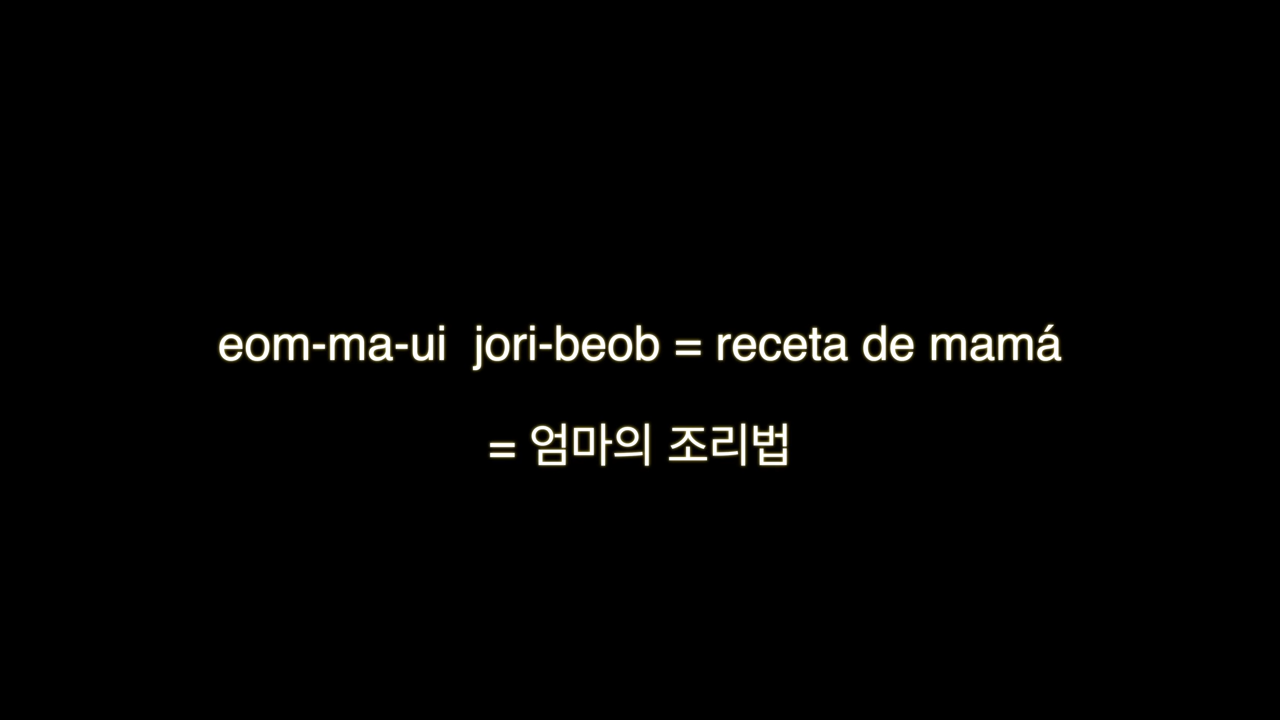 eom-ma-ui  jori-beob = receta de mamá
= 엄마의 조리법